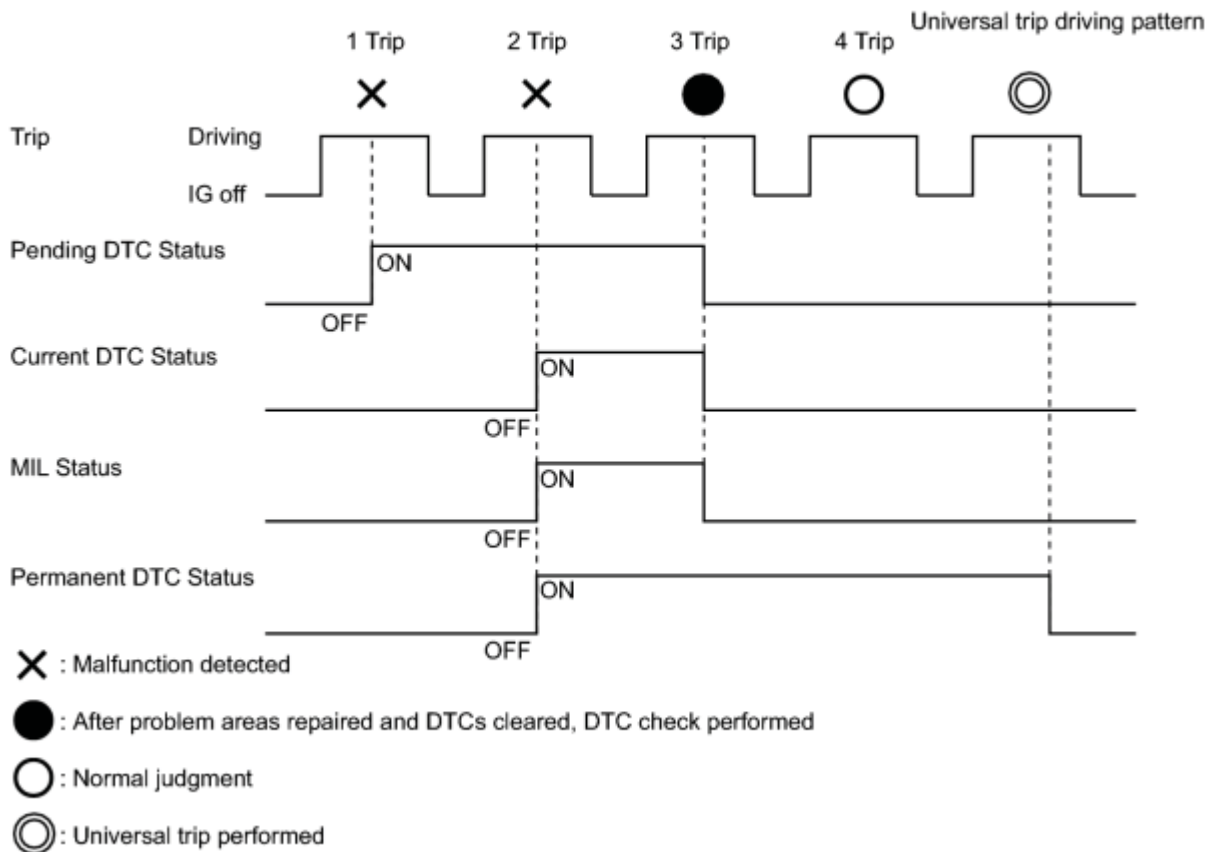 Universal trip driving pattern
1 Trip
2 Trip
3 Trip
4 Trip
Trip
Driving
IG off
Pending DTC Status
ON
OFF
Current DTC Status
ON
OFF
MIL Status
ON
OFF
Permanent DTC Status
ON
OFF
: Malfunction detected
: After problem areas repaired and DTCs cleared, DTC check performed
: Normal judgment
: Universal trip performed